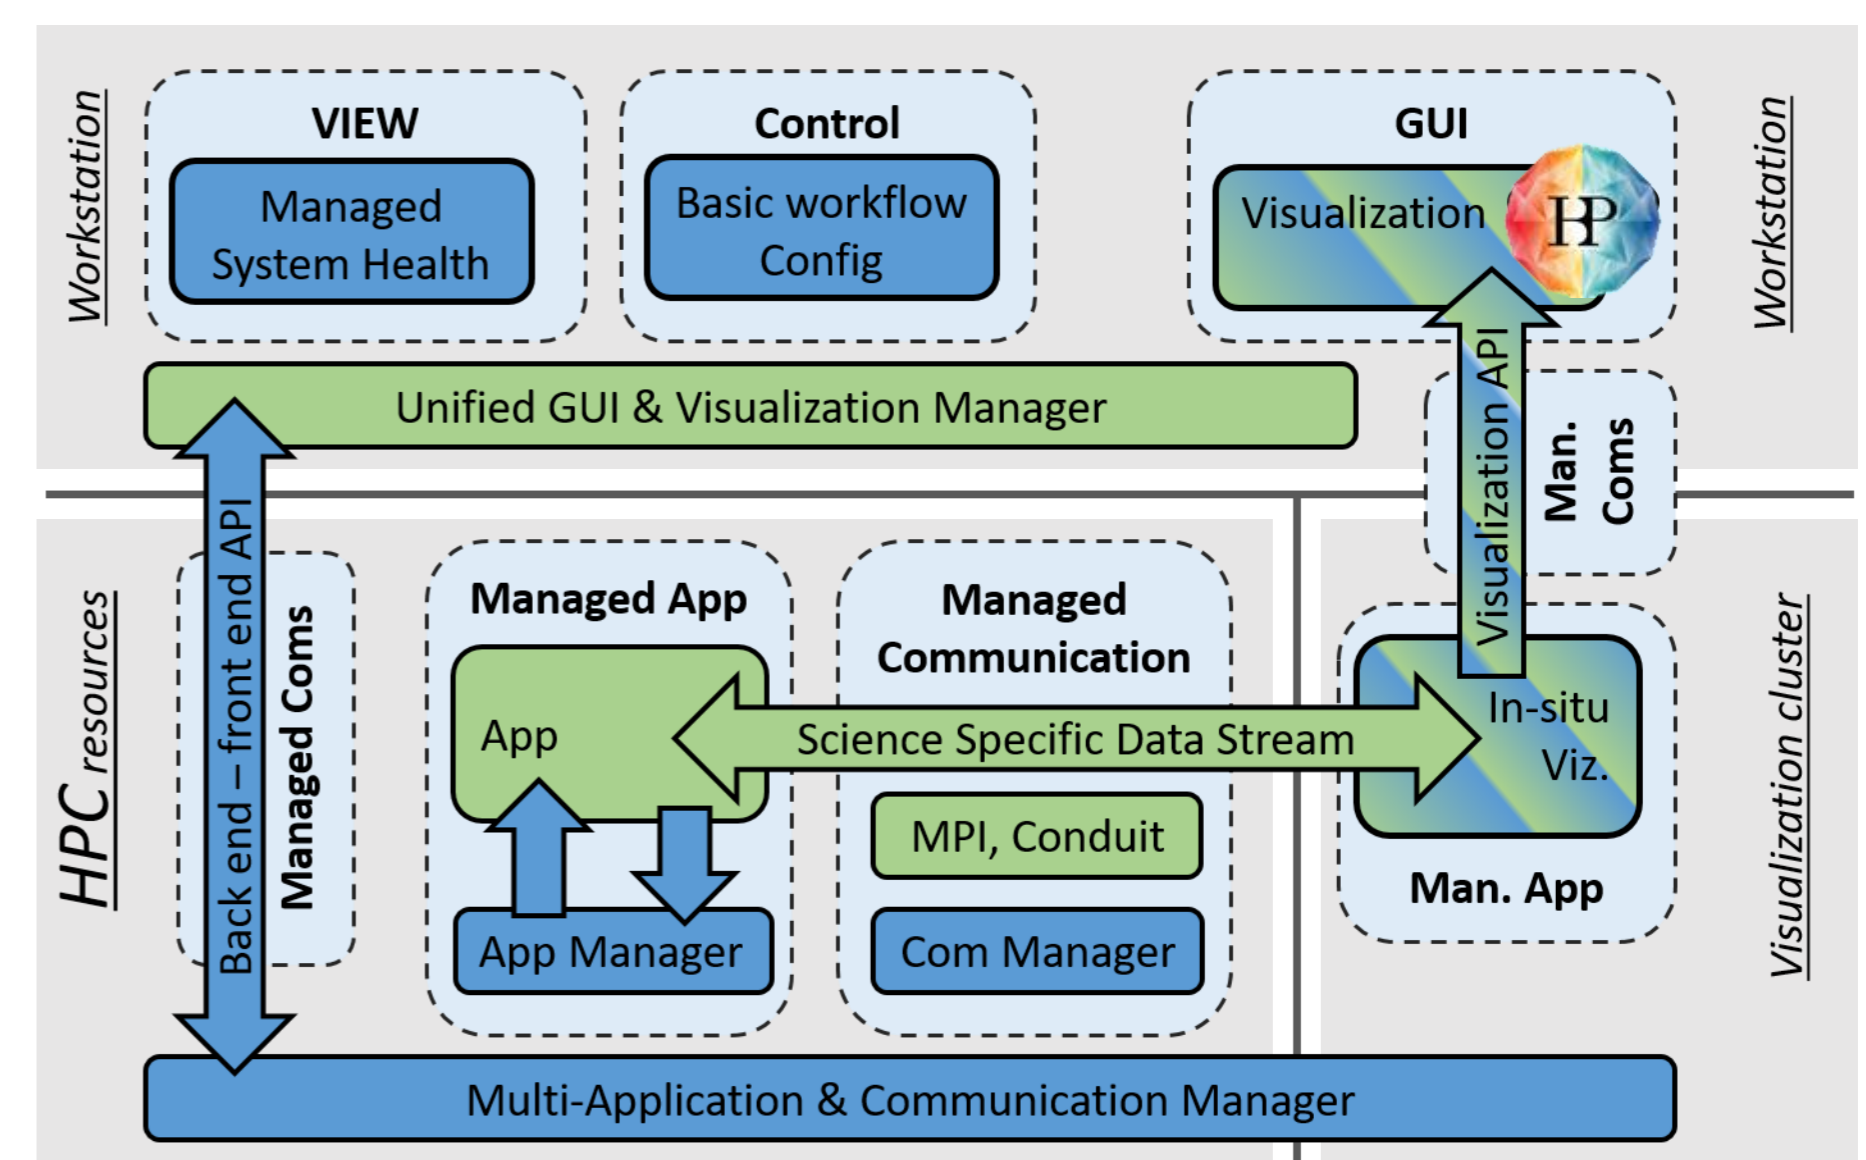 Workstation
VIEW
Managed
System Health
Control
Basic workflow
Config
GUI
Visualization
HP
Workstation
Unified GUI & Visualization Manager
Visualization API
Man.
Coms
HPC resources
Back end – front end API
Managed Coms
Managed App
App
App Manager
Managed
Communication
Science Specific Data Stream
MPI, Conduit
Com Manager
In-situ
Viz.
Man. App
Visualization cluster
Multi-Application & Communication Manager